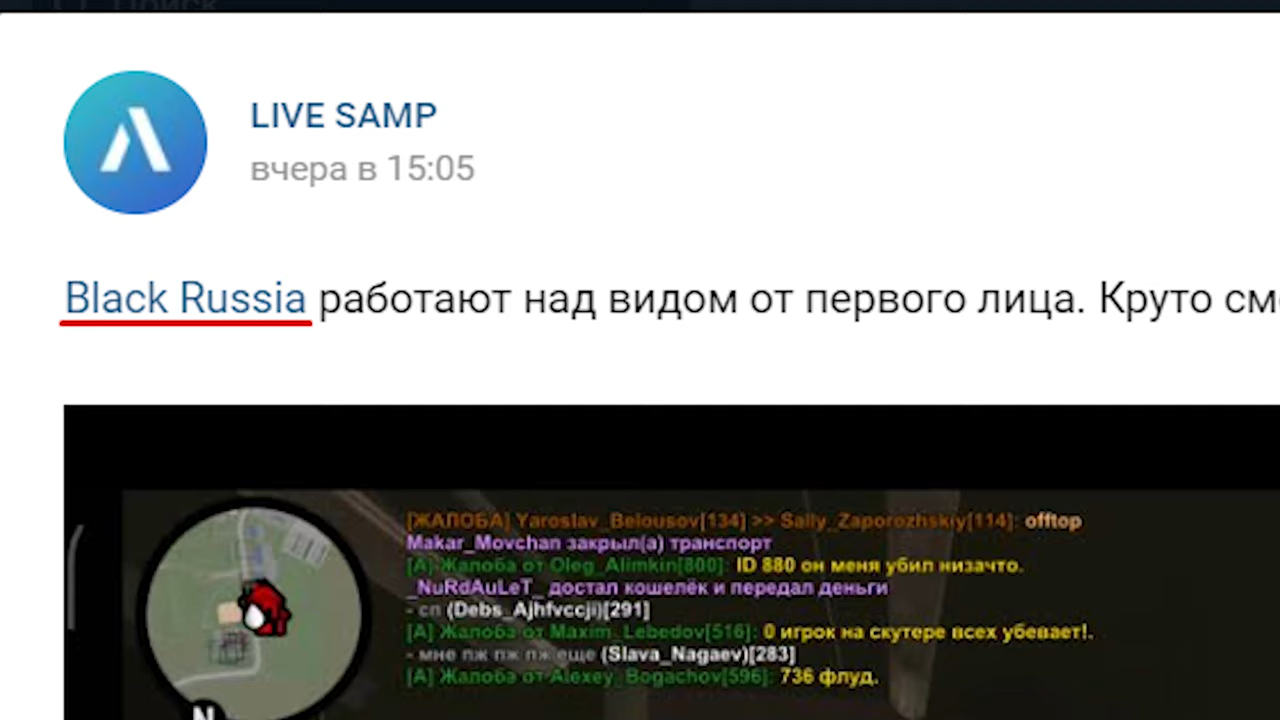 Поиск
LIVE SAMP
вчера в 15:05
Black Russia работают над видом от первого лица. Круто
[ЖАЛОБА] Yaroslav_Belousov[134] >> Sally_Zaporozhskiy[114]: offtop
Makar_Movchan закрыл(а) транспорт
[A] Жалоба от Oleg_Alimkin[800]: ID 880 он меня убил низачто.
_NuRdAuLeT_ достал кошелёк и передал деньги
- сп (Debs_Ajhfvccji)[291]
[A] Жалоба от Maxim_Lebedov[516]: 0 игрок на скутере всех убевает!.
- мне пж пж пж еще (Slava_Nagaev)[283]
[A] Жалоба от Alexey_Bogachov[596]: 736 флуд.
N